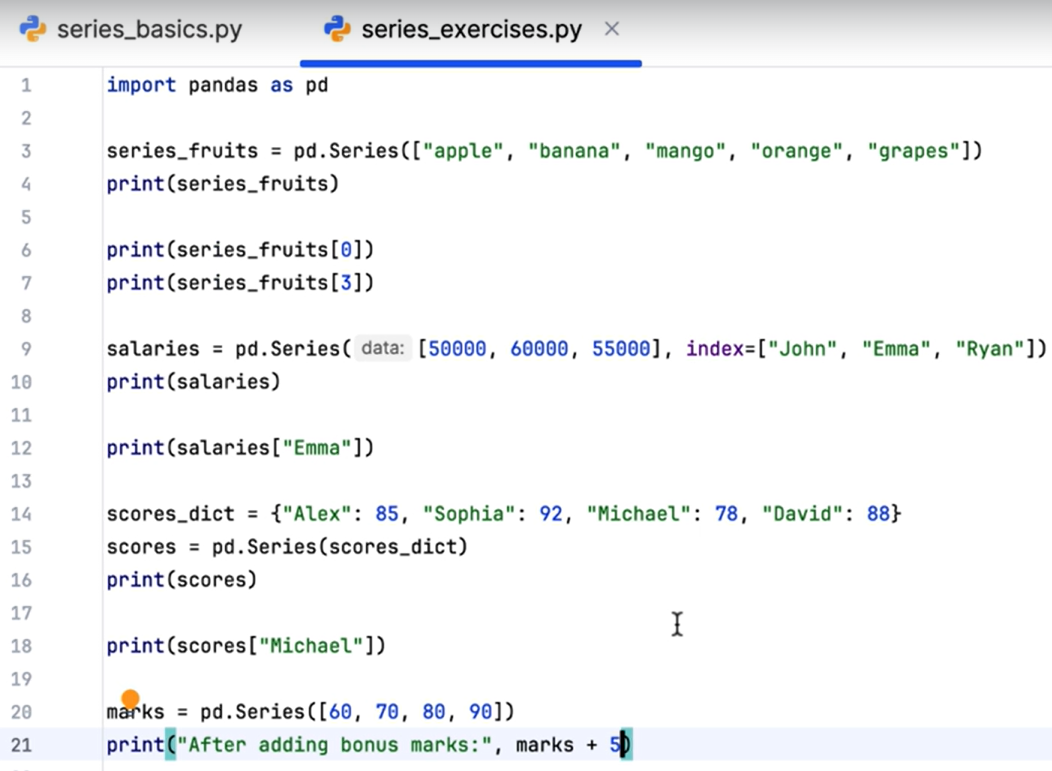 series_basics.py series_exercises.py
1 import pandas as pd
2
3 series_fruits = pd.Series(["apple", "banana", "mango", "orange", "grapes"])
4 print(series_fruits)
5
6 print(series_fruits[0])
7 print(series_fruits[3])
8
9 salaries = pd.Series( data: [50000, 60000, 55000], index=["John", "Emma", "Ryan"])
10 print(salaries)
11
12 print(salaries["Emma"])
13
14 scores_dict = {"Alex": 85, "Sophia": 92, "Michael": 78, "David": 88}
15 scores = pd.Series(scores_dict)
16 print(scores)
17
18 print(scores["Michael"])
19
20 marks = pd.Series([60, 70, 80, 90])
21 print("After adding bonus marks:", marks + 5)